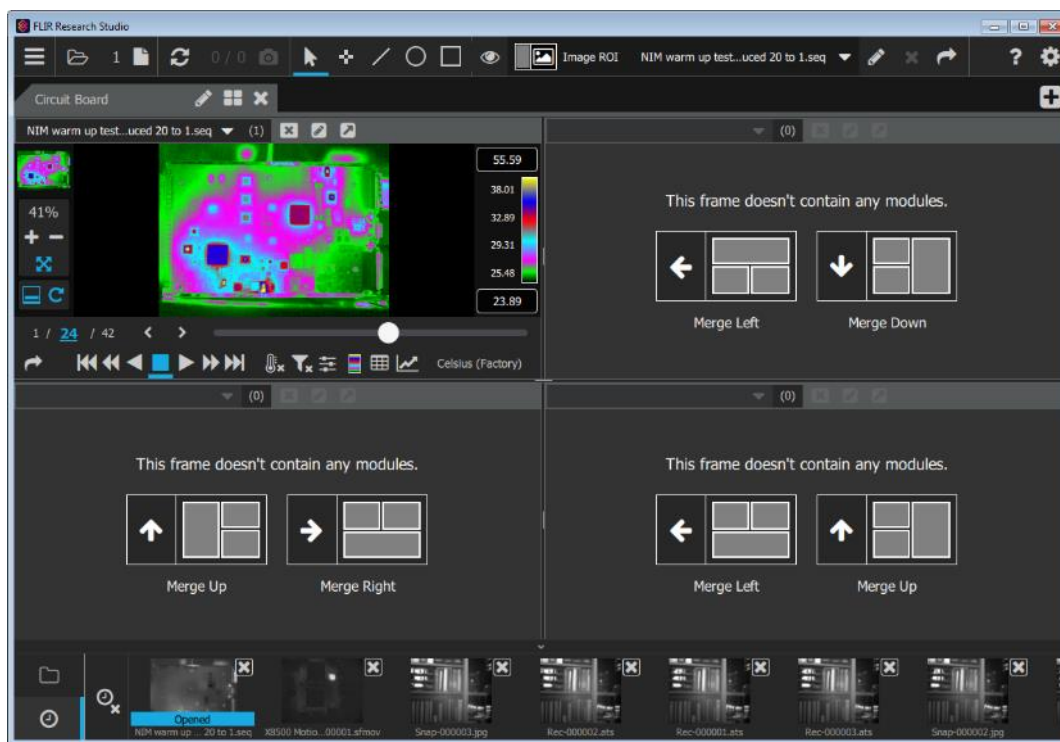 FLIR Research Studio
1
0 / 0
Image ROI
NIM warm up test...uced 20 to 1.seq
?
Circuit Board
NIM warm up test...uced 20 to 1.seq
(1)
(0)
55.59
38.01
32.89
29.31
25.48
23.89
41%
1 / 24 / 42
Celsius (Factory)
This frame doesn't contain any modules.
Merge Left
Merge Down
(0)
This frame doesn't contain any modules.
Merge Up
Merge Right
(0)
This frame doesn't contain any modules.
Merge Left
Merge Up
Opened
NIM warm up ... 20 to 1.seq
X8500 Motio...00001.sfmov
Snap-000003.jpg
Rec-000002.ats
Rec-000001.ats
Rec-000003.ats
Snap-000002.jpg